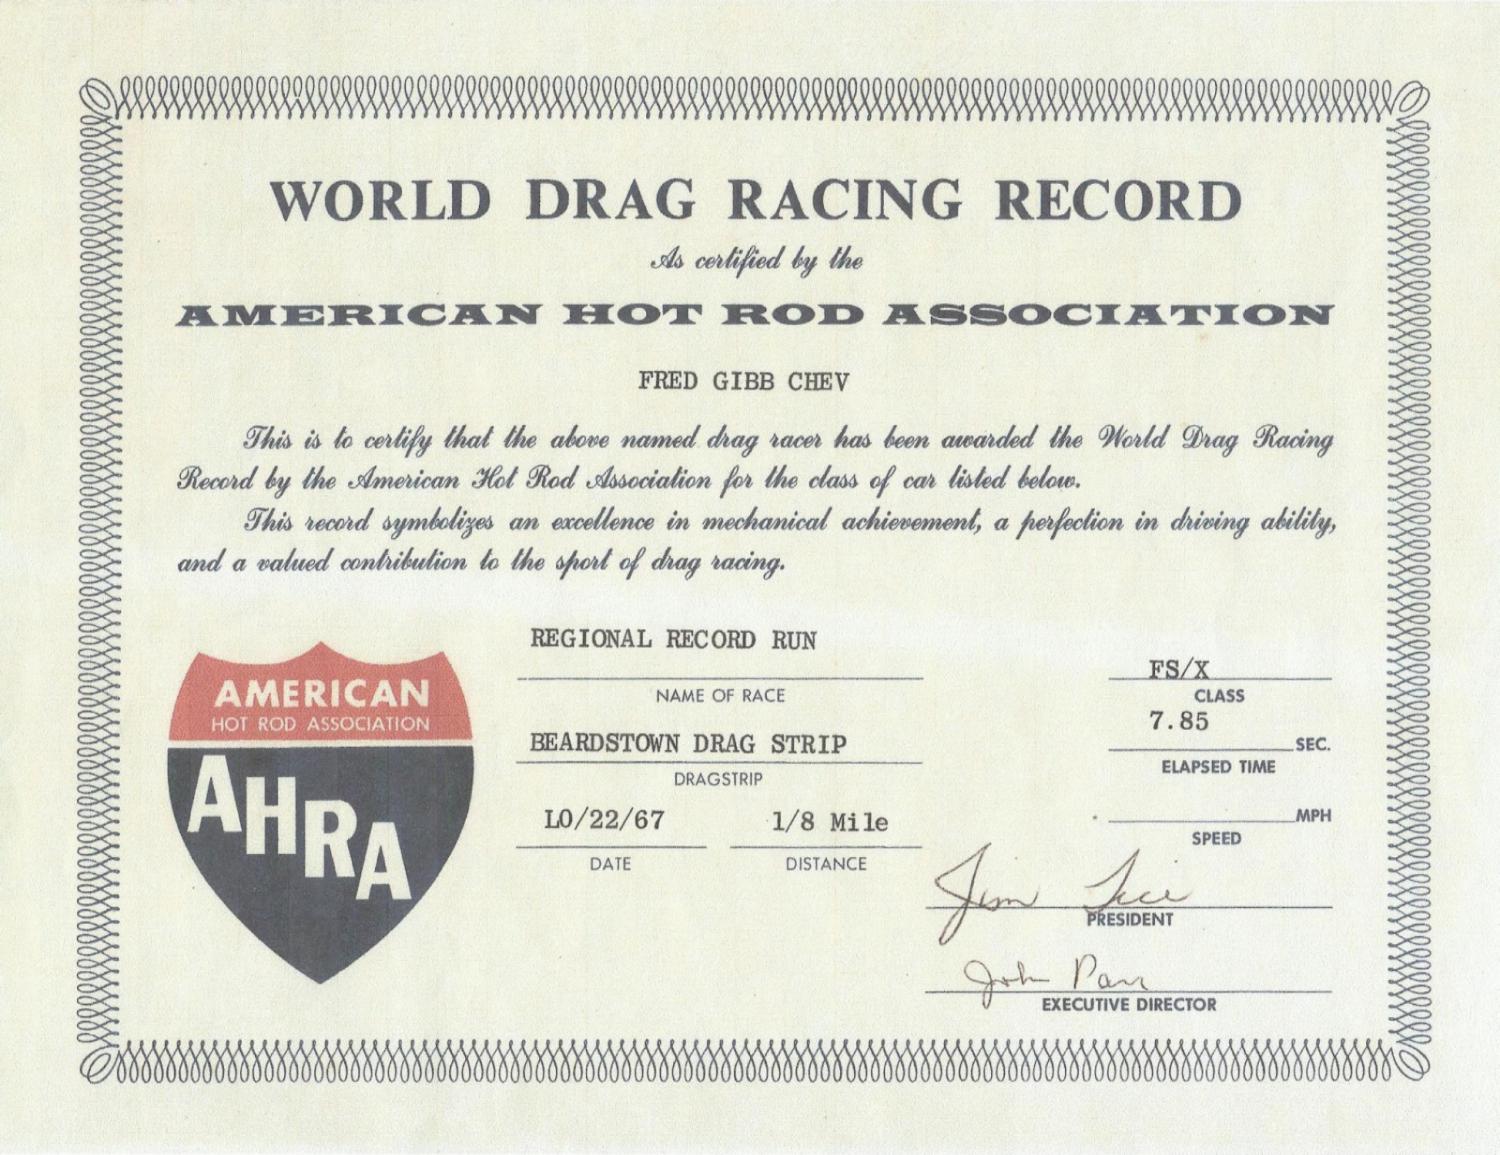 WORLD DRAG RACING RECORD
As certified by the
AMERICAN HOT ROD ASSOCIATION
FRED GIBB CHEV
This is to certify that the above named drag racer has been awarded the World Drag Racing
Record by the American Hot Rod Association for the class of car listed below.
This record symbolizes an excellence in mechanical achievement, a perfection in driving ability,
and a valued contribution to the sport of drag racing.
AMERICAN
HOT ROD ASSOCIATION
AHRA
REGIONAL RECORD RUN
NAME OF RACE
FS/X
CLASS
BEARDSTOWN DRAG STRIP
DRAGSTRIP
7.85 SEC.
ELAPSED TIME
L0/22/67
DATE
1/8 Mile
DISTANCE
MPH
SPEED
Jim Tice
PRESIDENT
John Parr
EXECUTIVE DIRECTOR